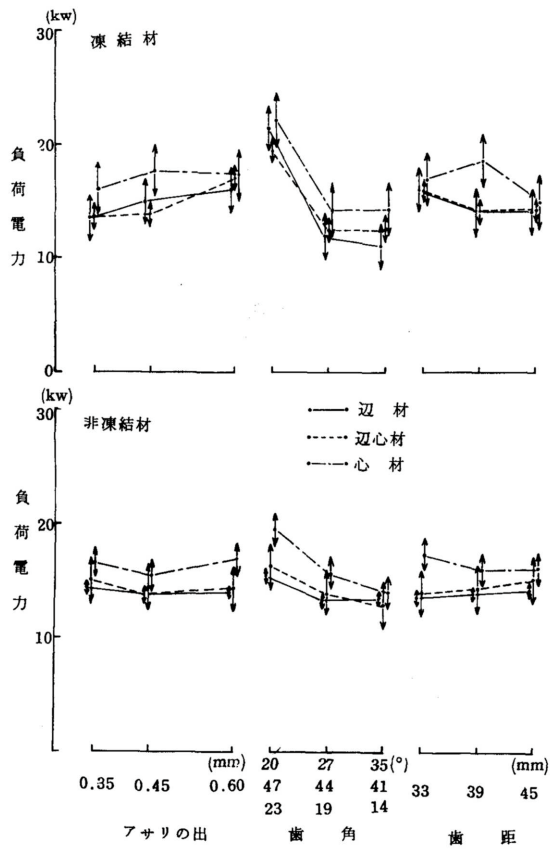 (kw)
30
凍結材
20
負荷電力
10
0
(kw)
30
非凍結材
辺材
辺心材
心材
20
負荷電力
10
(mm) 20 27 35(°) (mm)
0.35 0.45 0.60 47 44 41 33 39 45
23 19 14
アサリの出 歯角 歯距